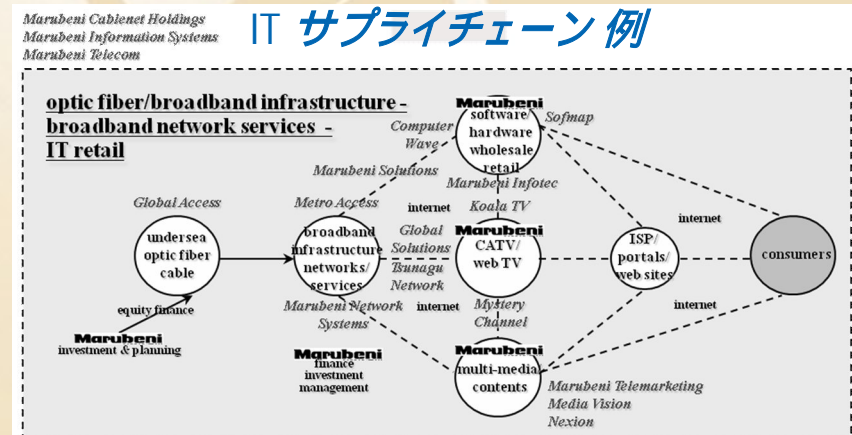 Marubeni Cablenet Holdings
Marubeni Information Systems
Marubeni Telecom
IT サプライチェーン 例
optic fiber/broadband infrastructure -
broadband network services -
IT retail
Marubeni
software/
hardware
wholesale
retail
Sofmap
Computer
Wave
Marubeni Solutions
Marubeni Infotec
Global Access
Metro Access
internet
Koala TV
internet
undersea
optic fiber
cable
broadband
infrastructure
networks/
services
Global
Solutions
Tsunagu
Network
Marubeni
CATV/
web TV
ISP/
portals/
web sites
consumers
equity finance
Marubeni Network
Systems
internet
Mystery
Channel
internet
Marubeni
investment & planning
Marubeni
finance
investment
management
Marubeni
multi-media
contents
Marubeni Telemarketing
Media Vision
Nexion